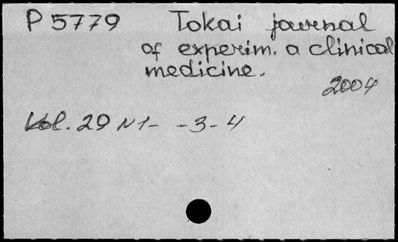 P 5779 Tokai journal
of experim. a clinical
medicine.
2004
Vol. 29 N1- -3-4